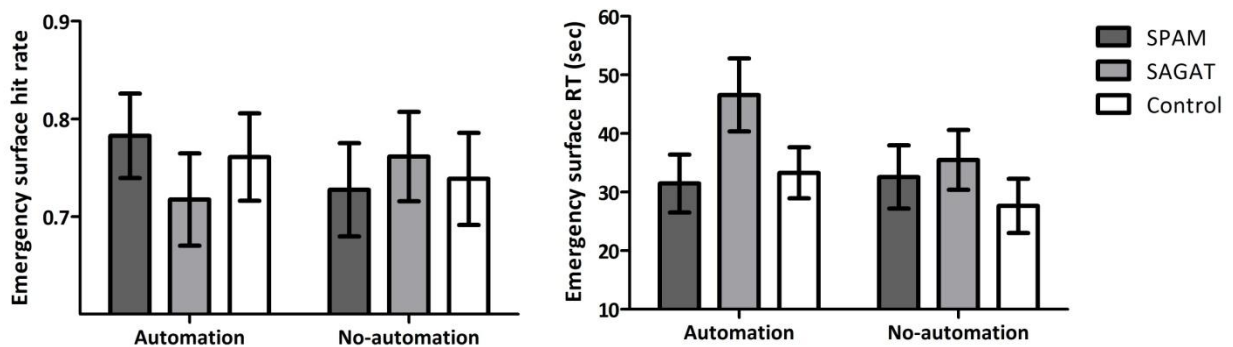 Emergency surface hit rate
0.9
0.8
0.7
Automation
No-automation
Emergency surface RT (sec)
60
50
40
30
20
10
Automation
No-automation
SPAM
SAGAT
Control